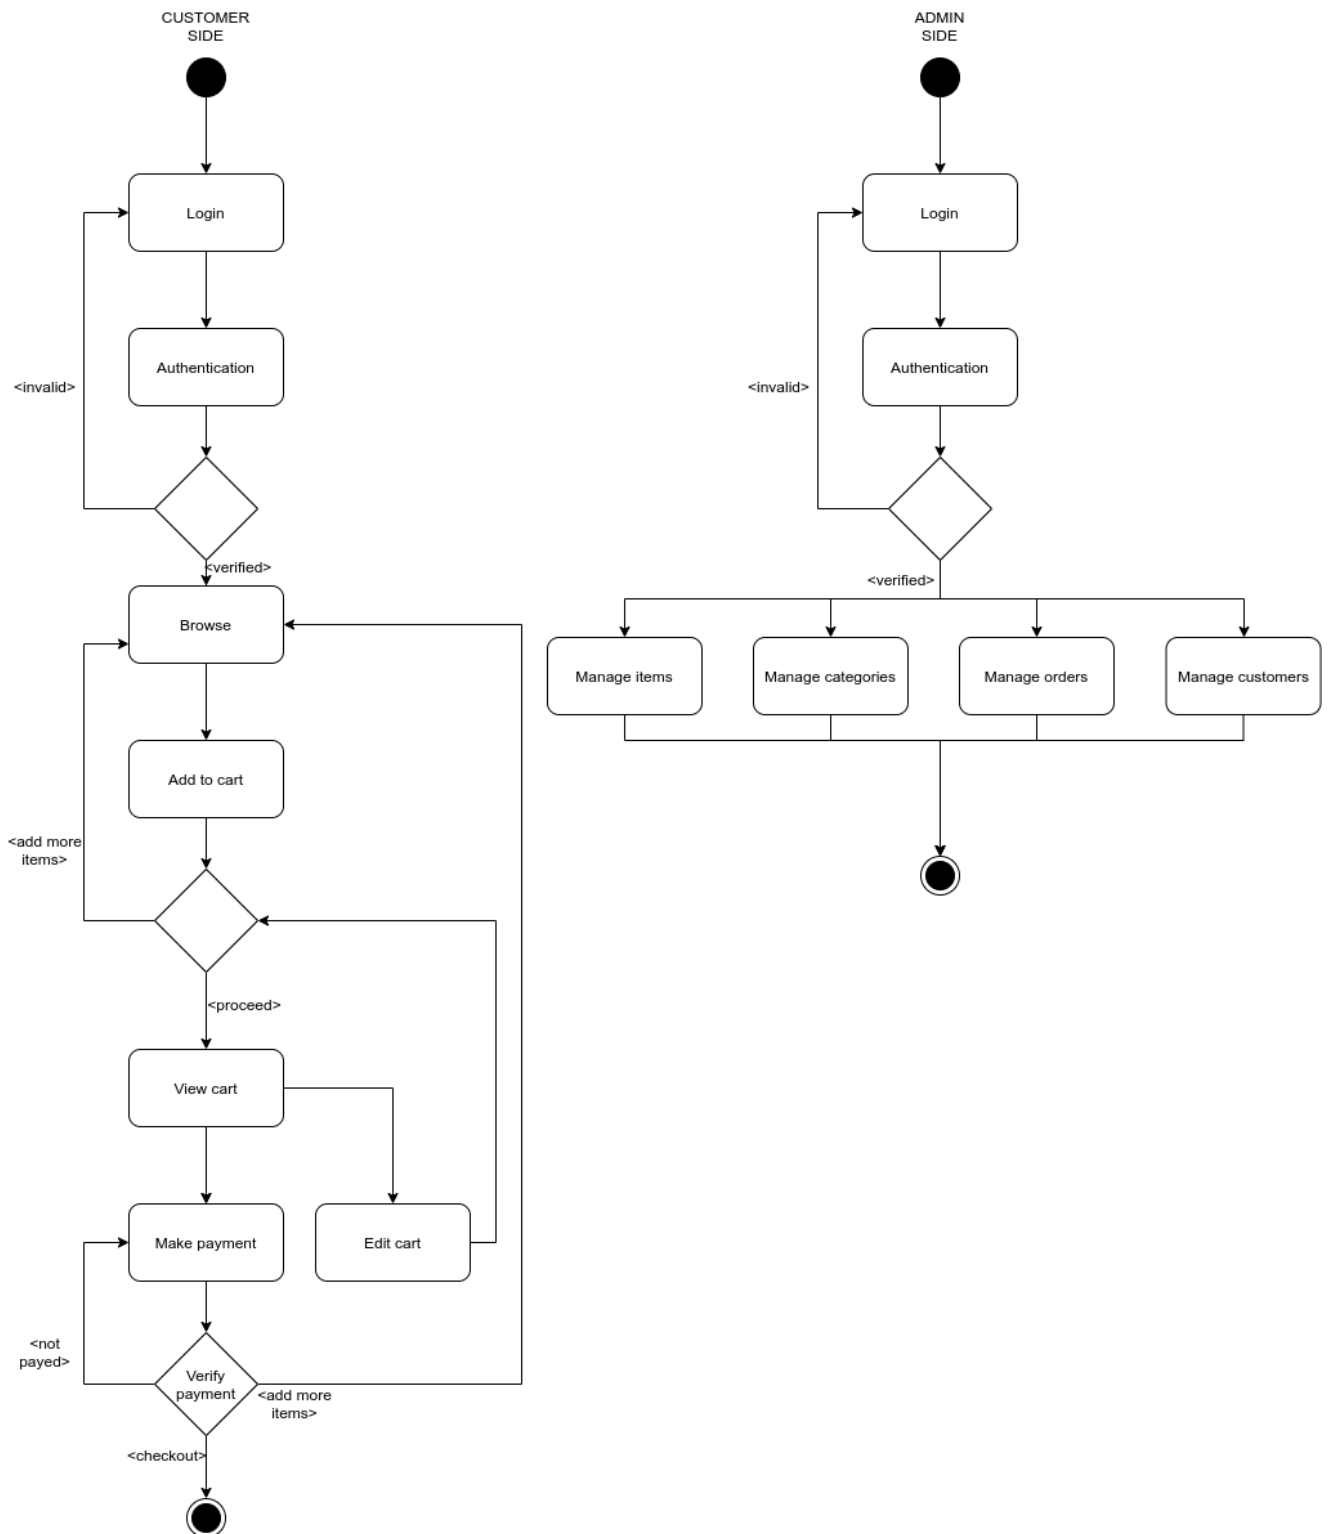 CUSTOMER
SIDE
Login
Authentication
<invalid>
<verified>
Browse
Add to cart
<add more
items>
<proceed>
View cart
Make payment
Edit cart
<not
payed>
Verify
payment
<add more
items>
<checkout>
ADMIN
SIDE
Login
Authentication
<invalid>
<verified>
Manage items
Manage categories
Manage orders
Manage customers